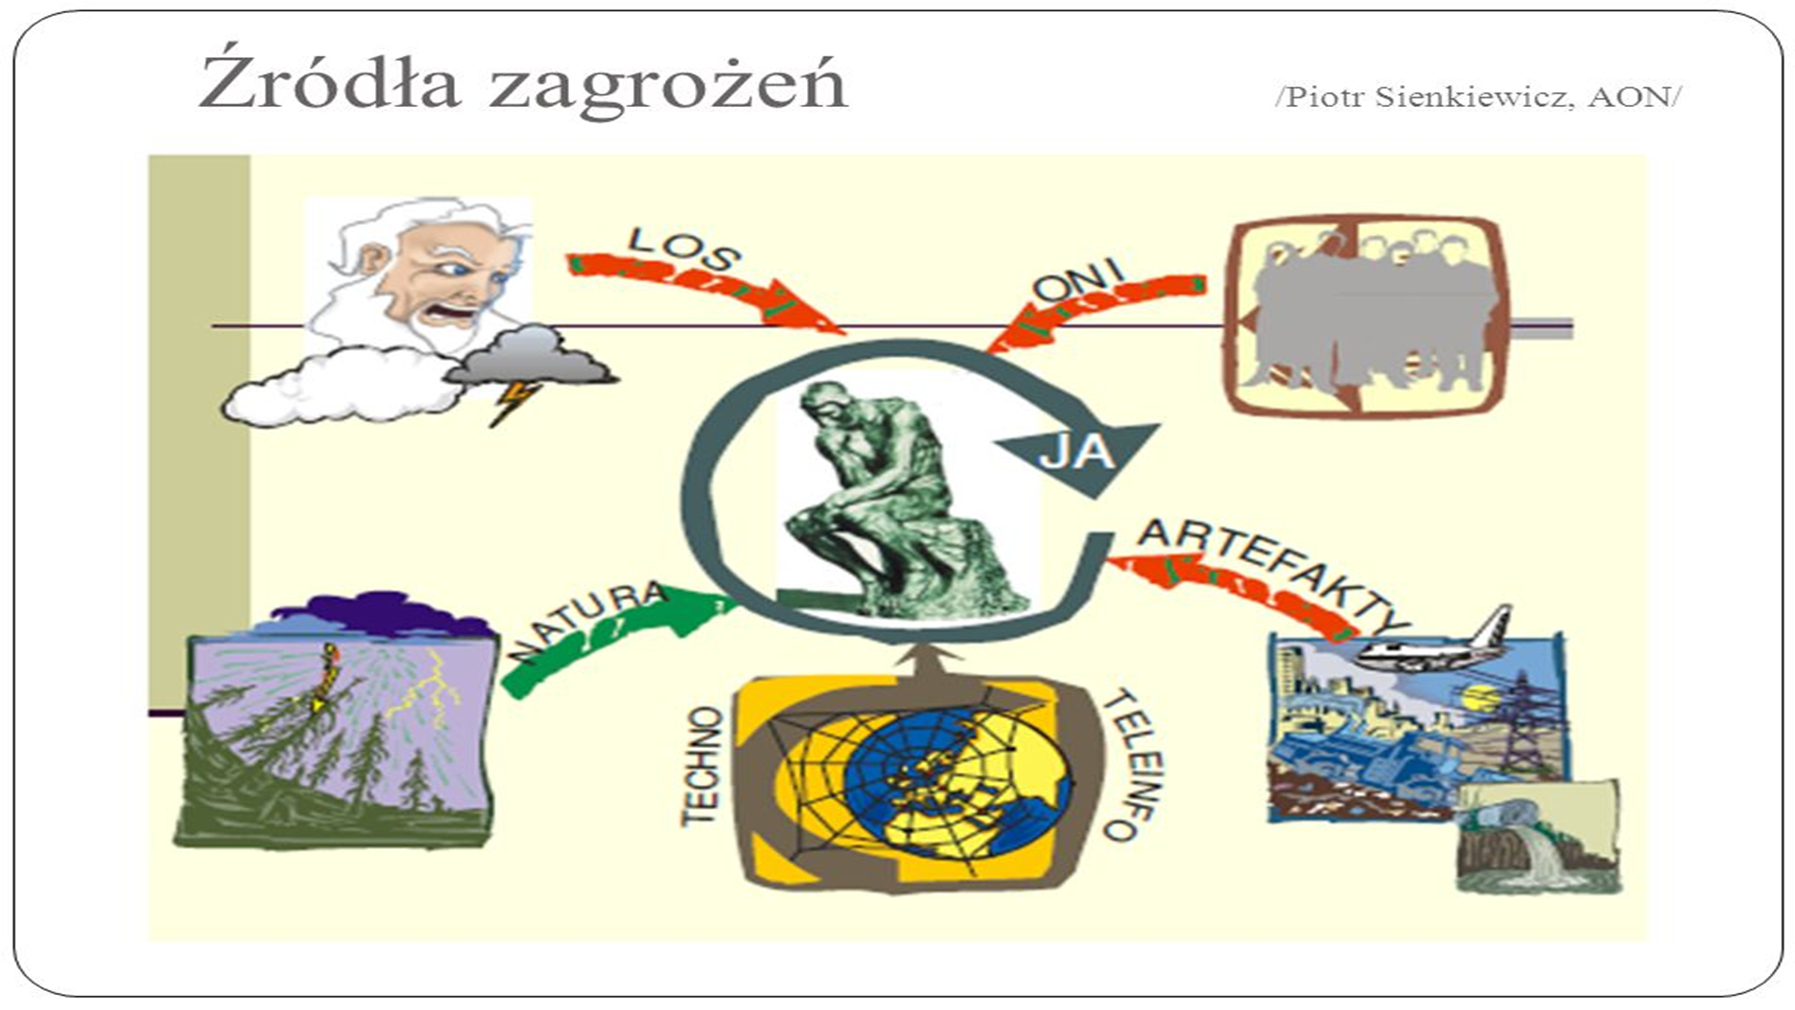 Źródła zagrożeń
/Piotr Sienkiewicz, AON/
LOS
ONI
JA
ARTEFAKTY
NATURA
TECHNO
TELEINFO